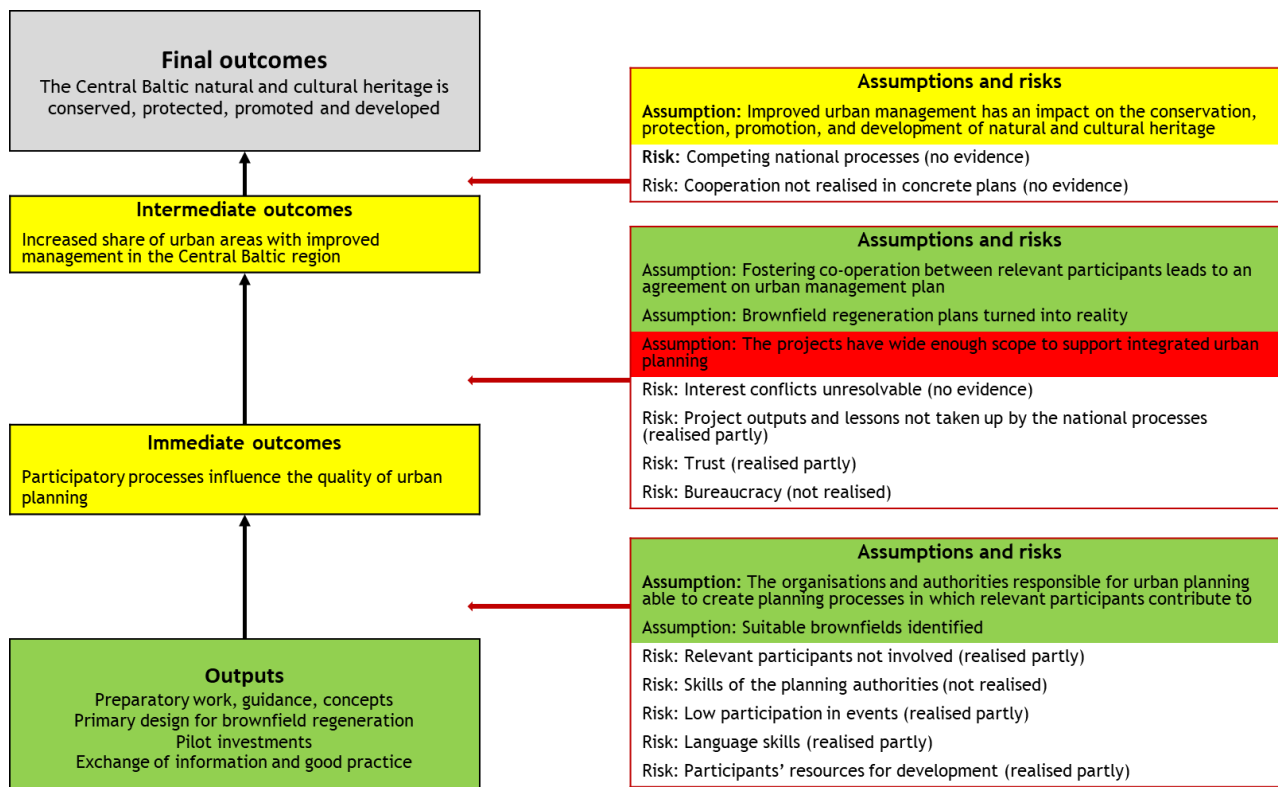 Final outcomes
The Central Baltic natural and cultural heritage is
conserved, protected, promoted and developed
Intermediate outcomes
Increased share of urban areas with improved
management in the Central Baltic region
Immediate outcomes
Participatory processes influence the quality of urban
planning
Outputs
Preparatory work, guidance, concepts
Primary design for brownfield regeneration
Pilot investments
Exchange of information and good practice
Assumptions and risks
Assumption: Improved urban management has an impact on the conservation,
protection, promotion, and development of natural and cultural heritage
Risk: Competing national processes (no evidence)
Risk: Cooperation not realised in concrete plans (no evidence)
Assumptions and risks
Assumption: Fostering co-operation between relevant participants leads to an
agreement on urban management plan
Assumption: Brownfield regeneration plans turned into reality
Assumption: The projects have wide enough scope to support integrated urban
planning
Risk: Interest conflicts unresolvable (no evidence)
Risk: Project outputs and lessons not taken up by the national processes
(realised partly)
Risk: Trust (realised partly)
Risk: Bureaucracy (not realised)
Assumptions and risks
Assumption: The organisations and authorities responsible for urban planning
able to create planning processes in which relevant participants contribute to
Assumption: Suitable brownfields identified
Risk: Relevant participants not involved (realised partly)
Risk: Skills of the planning authorities (not realised)
Risk: Low participation in events (realised partly)
Risk: Language skills (realised partly)
Risk: Participants' resources for development (realised partly)